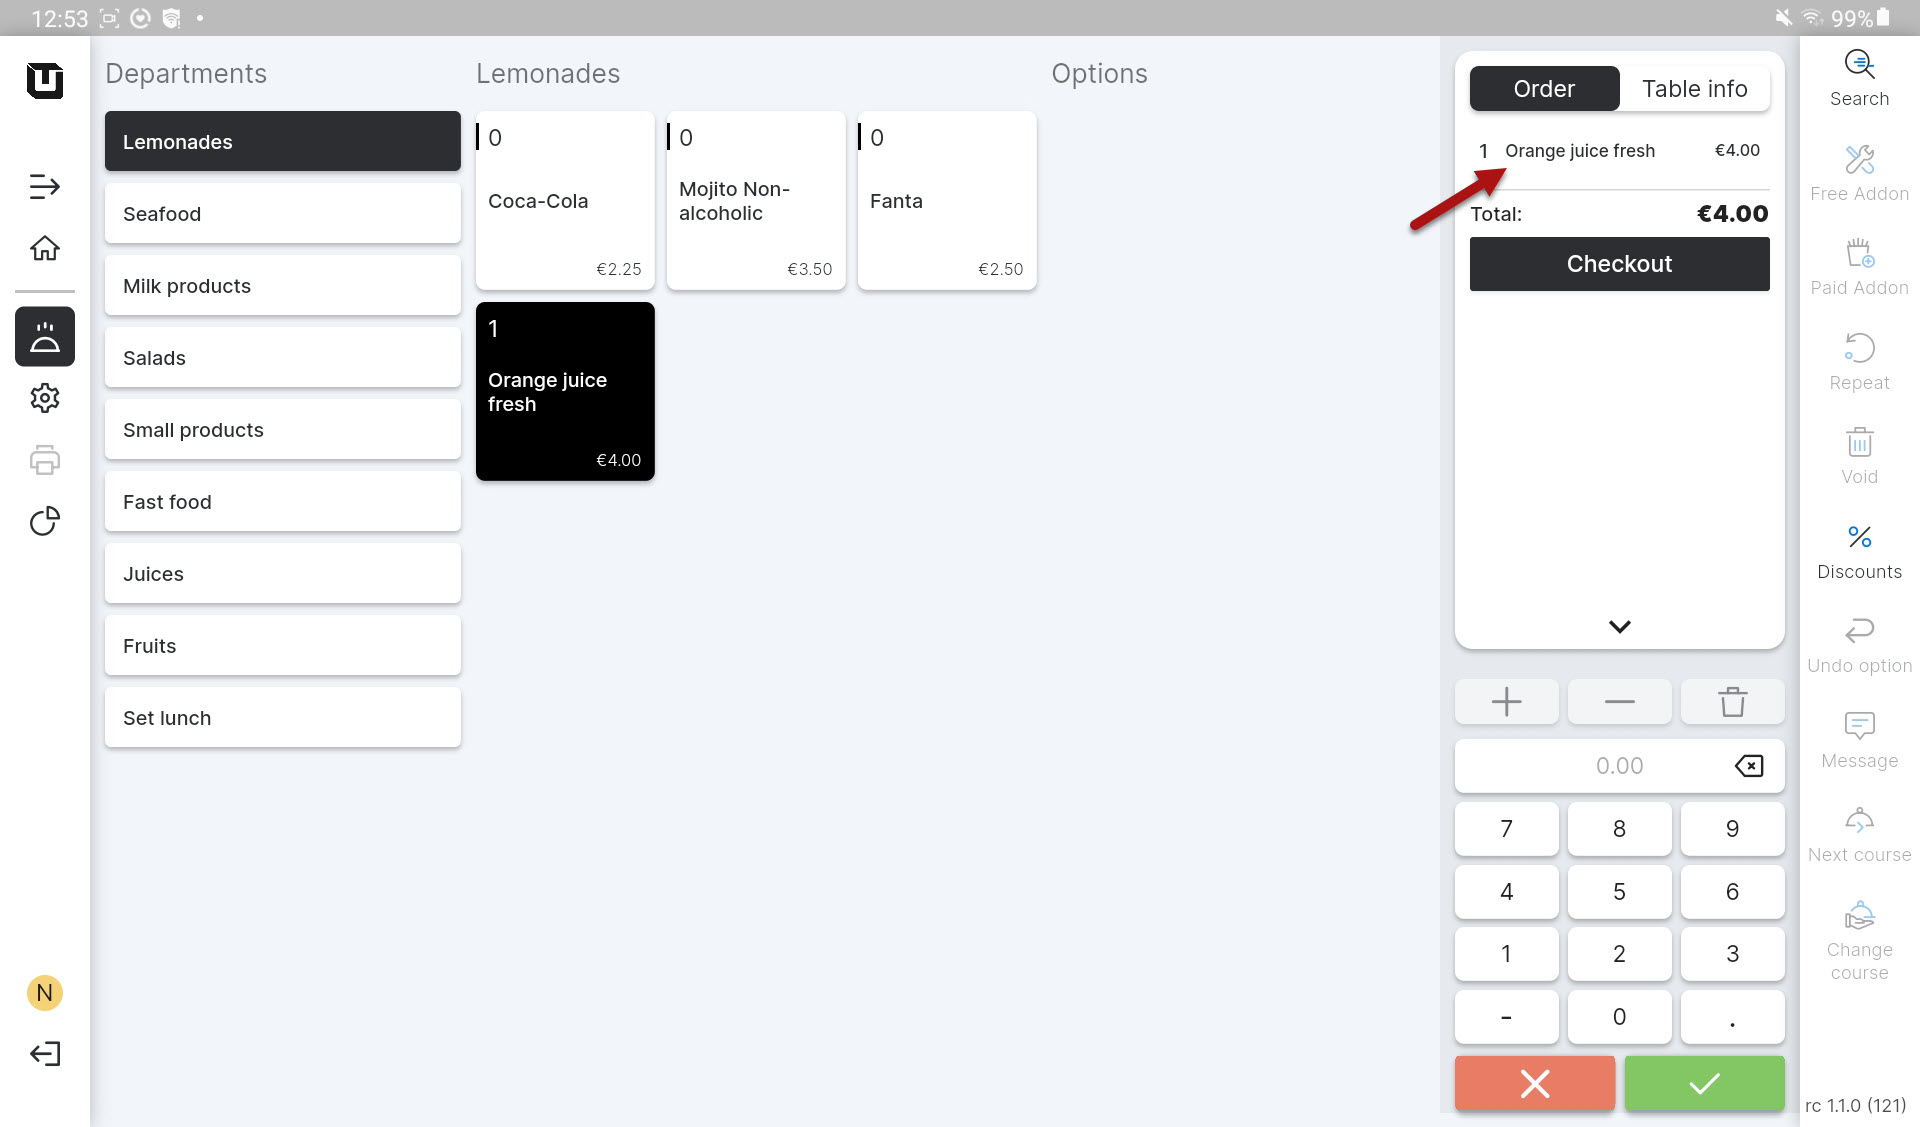 12:53
99%
Departments
Lemonades
Seafood
Milk products
Salads
Small products
Fast food
Juices
Fruits
Set lunch
N
Lemonades
0
Coca-Cola
€2.25
0
Mojito Non-
alcoholic
€3.50
0
Fanta
€2.50
1
Orange juice
fresh
€4.00
Options
Order
Table info
1 Orange juice fresh €4.00
Total: €4.00
Checkout
0.00
7 8 9
4 5 6
1 2 3
- 0 .
Search
Free Addon
Paid Addon
Repeat
Void
Discounts
Undo option
Message
Next course
Change
course
rc 1.1.0 (121)